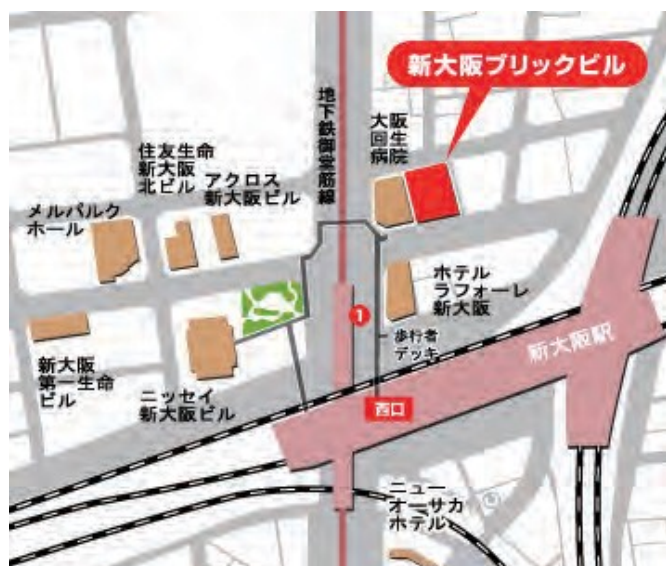 新大阪ブリックビル
地下鉄御堂筋線
大阪
回生
病院
住友生命
新大阪
北ビル
アクロス
新大阪ビル
メルパルク
ホール
ホテル
ラフォーレ
新大阪
1
歩行者
デッキ
新大阪駅
新大阪
第一生命
ビル
ニッセイ
新大阪ビル
西口
ニュー
オーサカ
ホテル